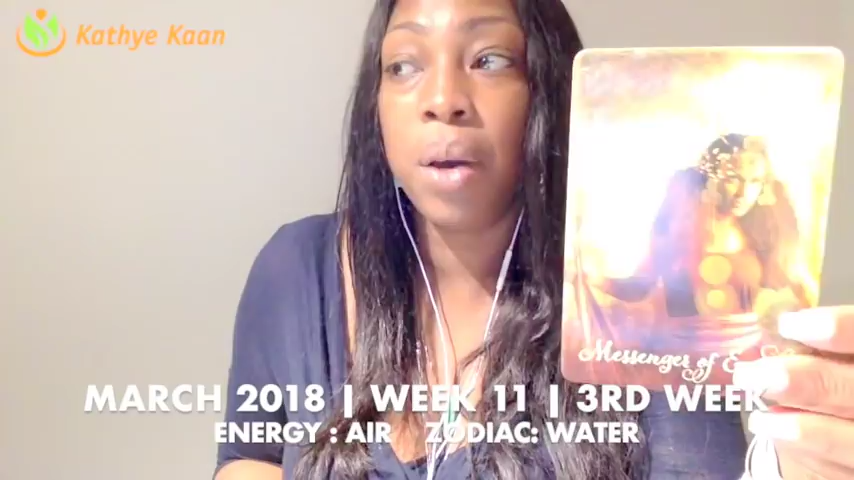 Kathye Kaan
Messenger of
MARCH 2018 | WEEK 11 | 3RD WEEK
ENERGY : AIR ZODIAC: WATER